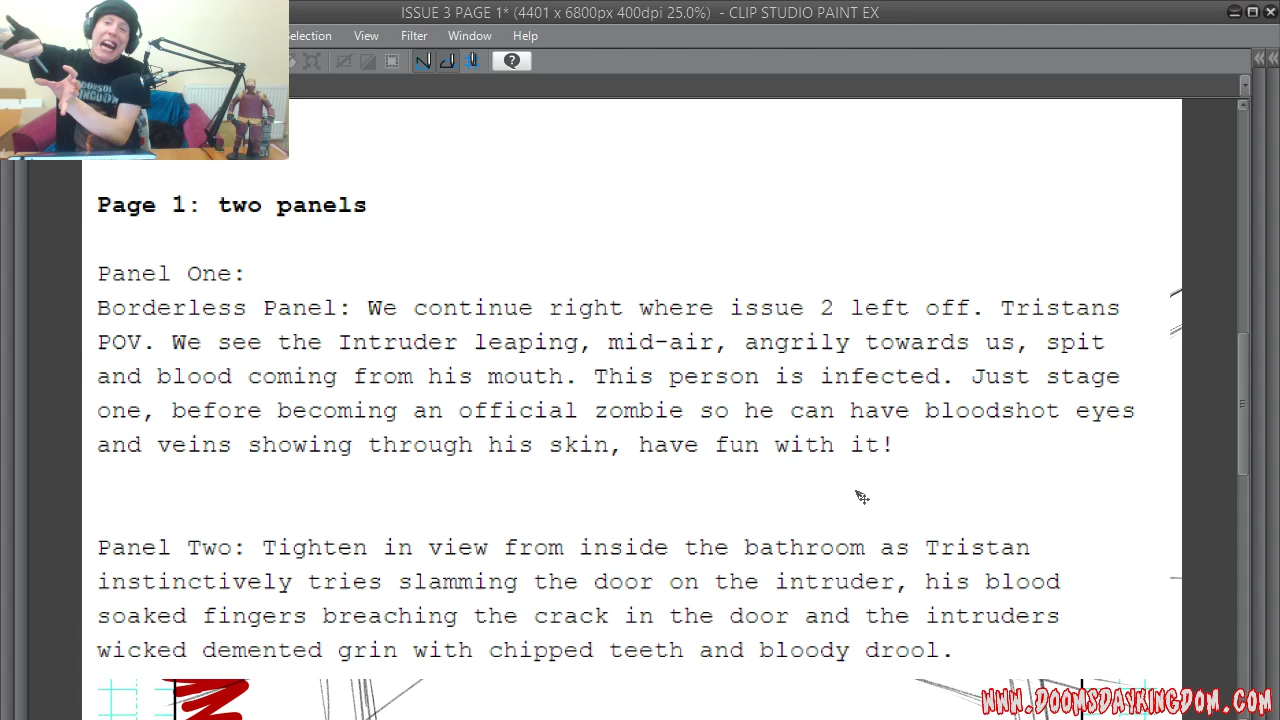 ISSUE 3 PAGE 1* (4401 x 6800px 400dpi 25.0%) - CLIP STUDIO PAINT EX
Selection View Filter Window Help
Page 1: two panels
Panel One:
Borderless Panel: We continue right where issue 2 left off. Tristans
POV. We see the Intruder leaping, mid-air, angrily towards us, spit
and blood coming from his mouth. This person is infected. Just stage
one, before becoming an official zombie so he can have bloodshot eyes
and veins showing through his skin, have fun with it!
Panel Two: Tighten in view from inside the bathroom as Tristan
instinctively tries slamming the door on the intruder, his blood
soaked fingers breaching the crack in the door and the intruders
wicked demented grin with chipped teeth and bloody drool.
WWW.DOOMSDAYKINGDOM.COM